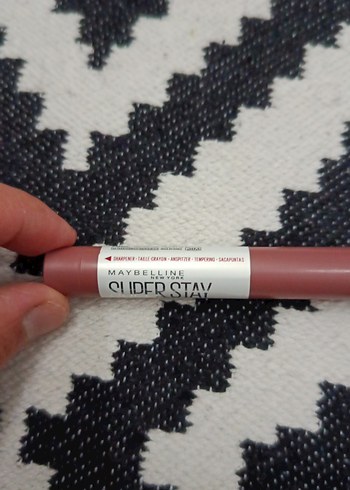 ◀ SHARPENER • TAILLE CRAYON • ANSPITZER • TEMPERINO • SACAPUNTAS
MAYBELLINE
NEW YORK
SUPER STAY